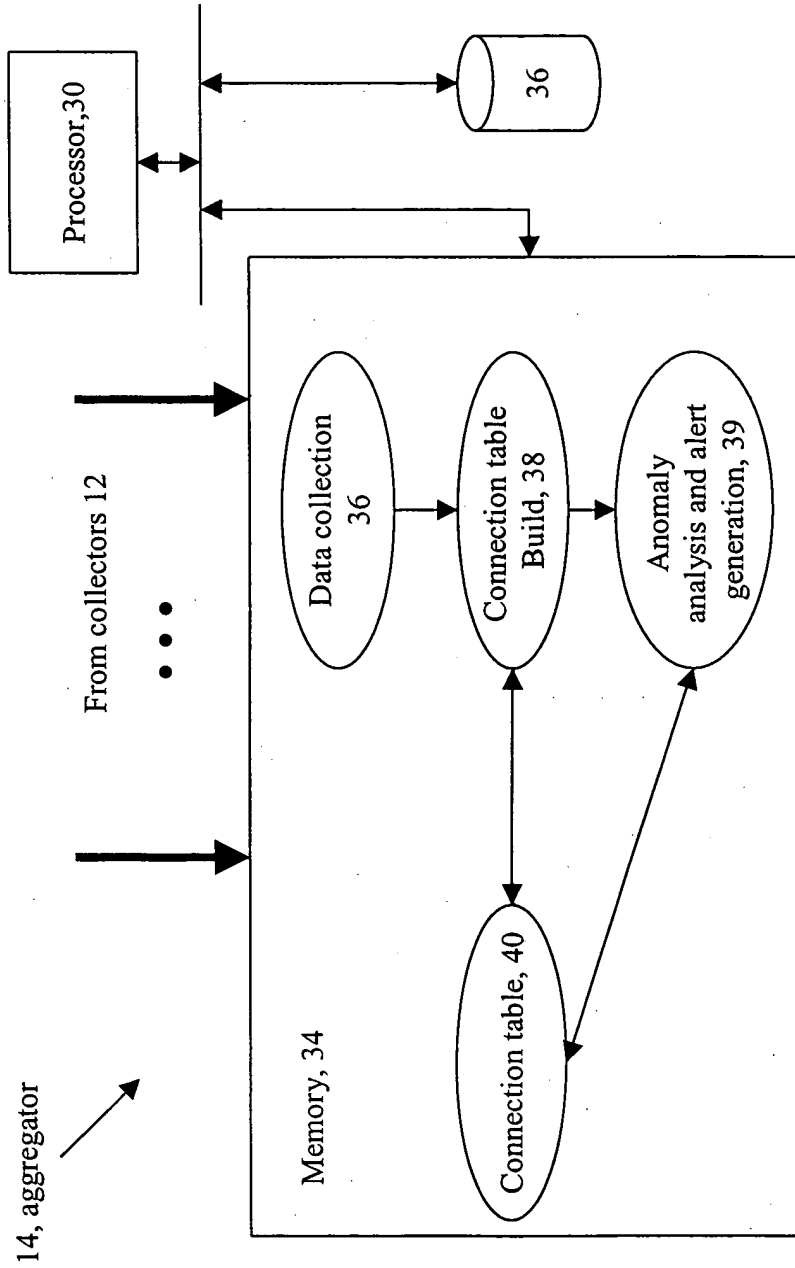 14, aggregator
From collectors 12
Processor,30
Memory, 34
Data collection
36
36
Connection table, 40
Connection table
Build, 38
Anomaly
analysis and alert
generation, 39